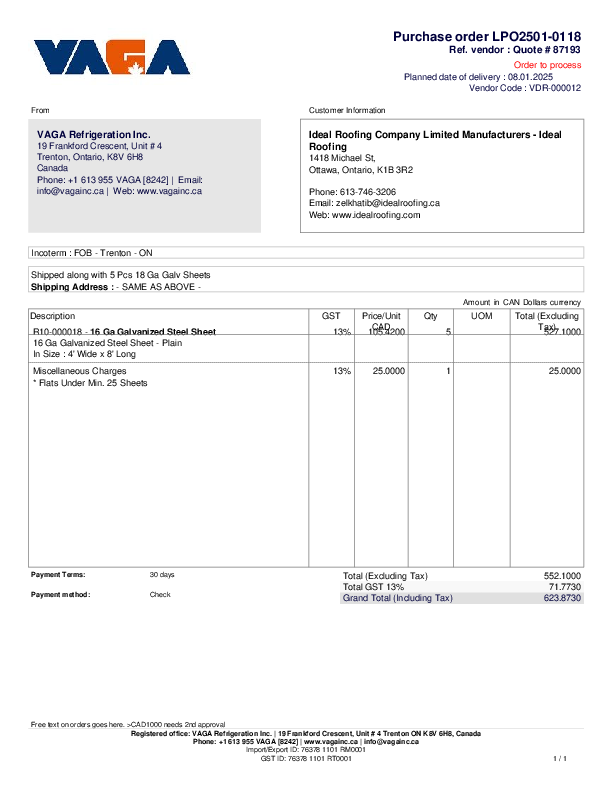 VAGA
Purchase order LPO2501-0118
Ref. vendor : Quote # 87193
Order to process
Planned date of delivery : 08.01.2025
Vendor Code : VDR-000012
From
Customer Information
VAGA Refrigeration Inc.
19 Frankford Crescent, Unit # 4
Trenton, Ontario, K8V 6H8
Canada
Phone: +1 613 955 VAGA [8242] | Email:
info@vagainc.ca | Web: www.vagainc.ca
Ideal Roofing Company Limited Manufacturers - Ideal
Roofing
1418 Michael St,
Ottawa, Ontario, K1B 3R2
Phone: 613-746-3206
Email: zelkhatib@idealroofing.ca
Web: www.idealroofing.com
Incoterm : FOB - Trenton - ON
Shipped along with 5 Pcs 18 Ga Galv Sheets
Shipping Address : - SAME AS ABOVE -
Amount in CAN Dollars currency
Description GST Price/Unit CAD Qty UOM Total (Excluding Tax)
R10-000018 - 16 Ga Galvanized Steel Sheet 13% 105.4200 5 527.1000
16 Ga Galvanized Steel Sheet - Plain
In Size : 4' Wide x 8' Long
Miscellaneous Charges 13% 25.0000 1 25.0000
* Flats Under Min. 25 Sheets
Payment Terms: 30 days
Payment method: Check
Total (Excluding Tax) 552.1000
Total GST 13% 71.7730
Grand Total (Including Tax) 623.8730
Free text on orders goes here. >CAD1000 needs 2nd approval
Registered office: VAGA Refrigeration Inc. | 19 Frankford Crescent, Unit # 4 Trenton ON K8V 6H8, Canada
Phone: +1 613 955 VAGA [8242] | www.vagainc.ca | info@vagainc.ca
Import/Export ID: 76378 1101 RM0001
GST ID: 76378 1101 RT0001
1 / 1